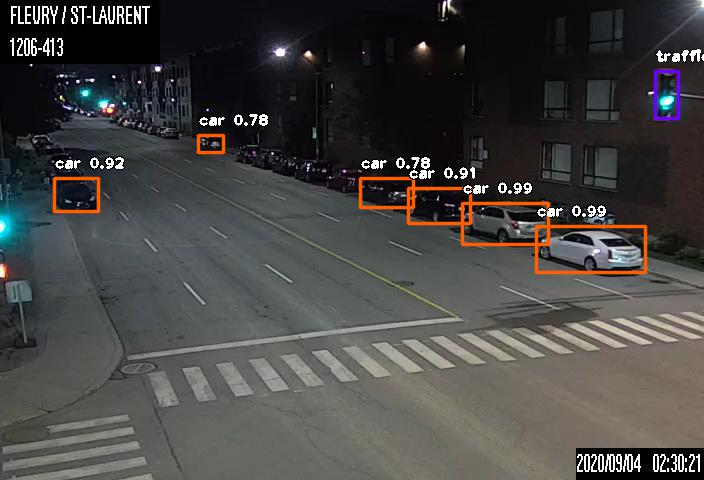 FLEURY / ST-LAURENT
1206-413
traffi
car 0.78
car 0.92
car 0.78
car 0.91
car 0.99
car 0.99
2020/09/04 02:30:21